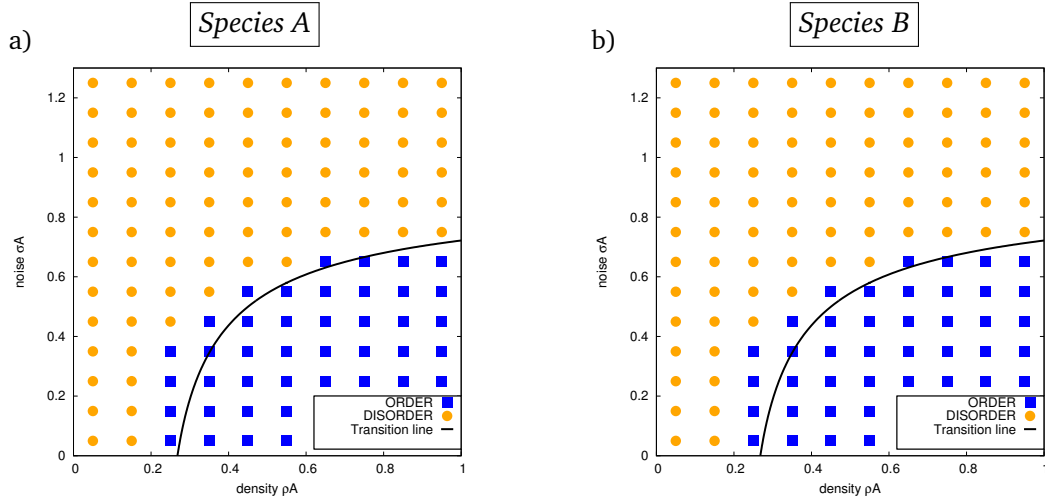 Species A
Species B
a)
b)
1.2
1
0.8
0.6
0.4
0.2
0
0
0.2
0.4
0.6
0.8
1
noise σA
density ρA
ORDER
DISORDER
Transition line
1.2
1
0.8
0.6
0.4
0.2
0
0
0.2
0.4
0.6
0.8
1
noise σA
density ρA
ORDER
DISORDER
Transition line